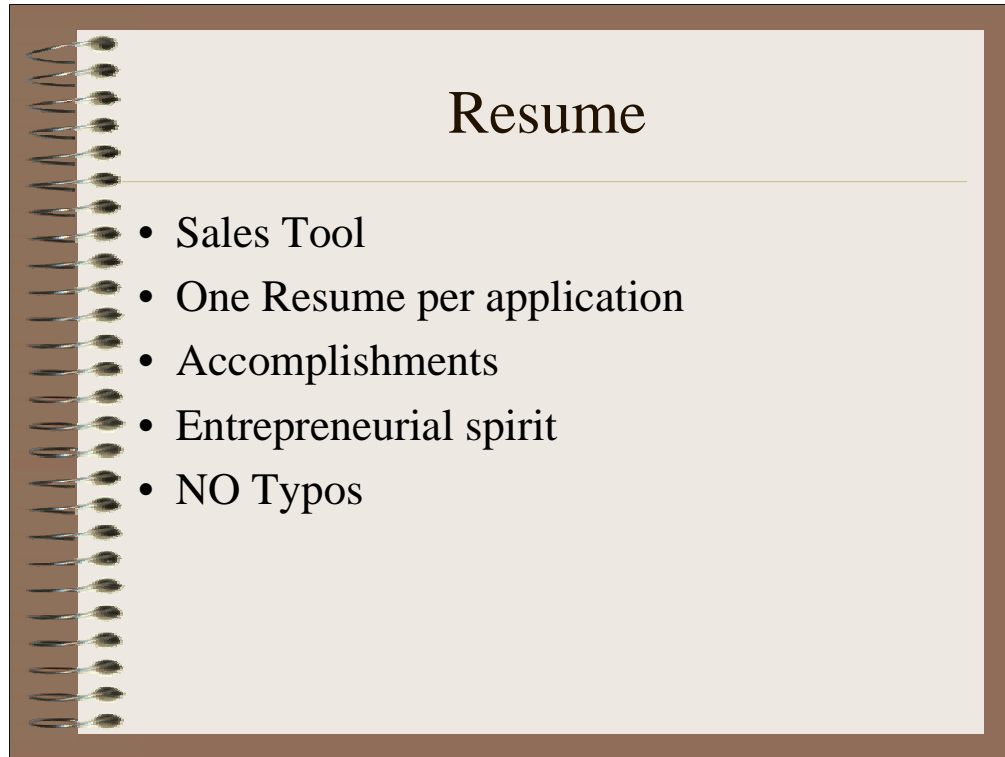 Resume
• Sales Tool
• One Resume per application
• Accomplishments
• Entrepreneurial spirit
• NO Typos